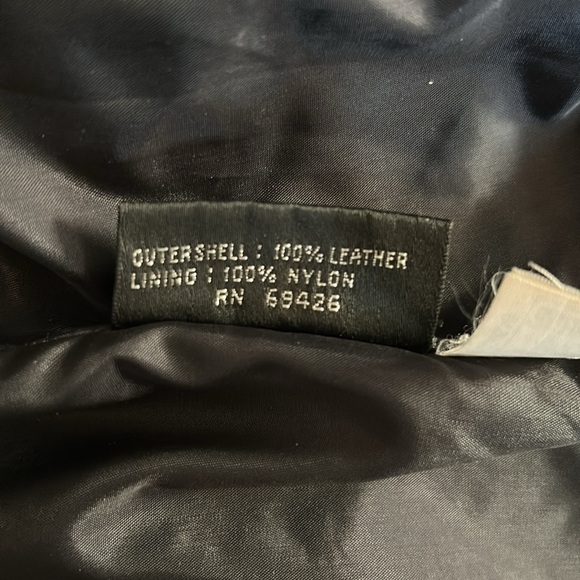 OUTERSHELL : 100% LEATHER
LINING : 100% NYLON
RN 69426